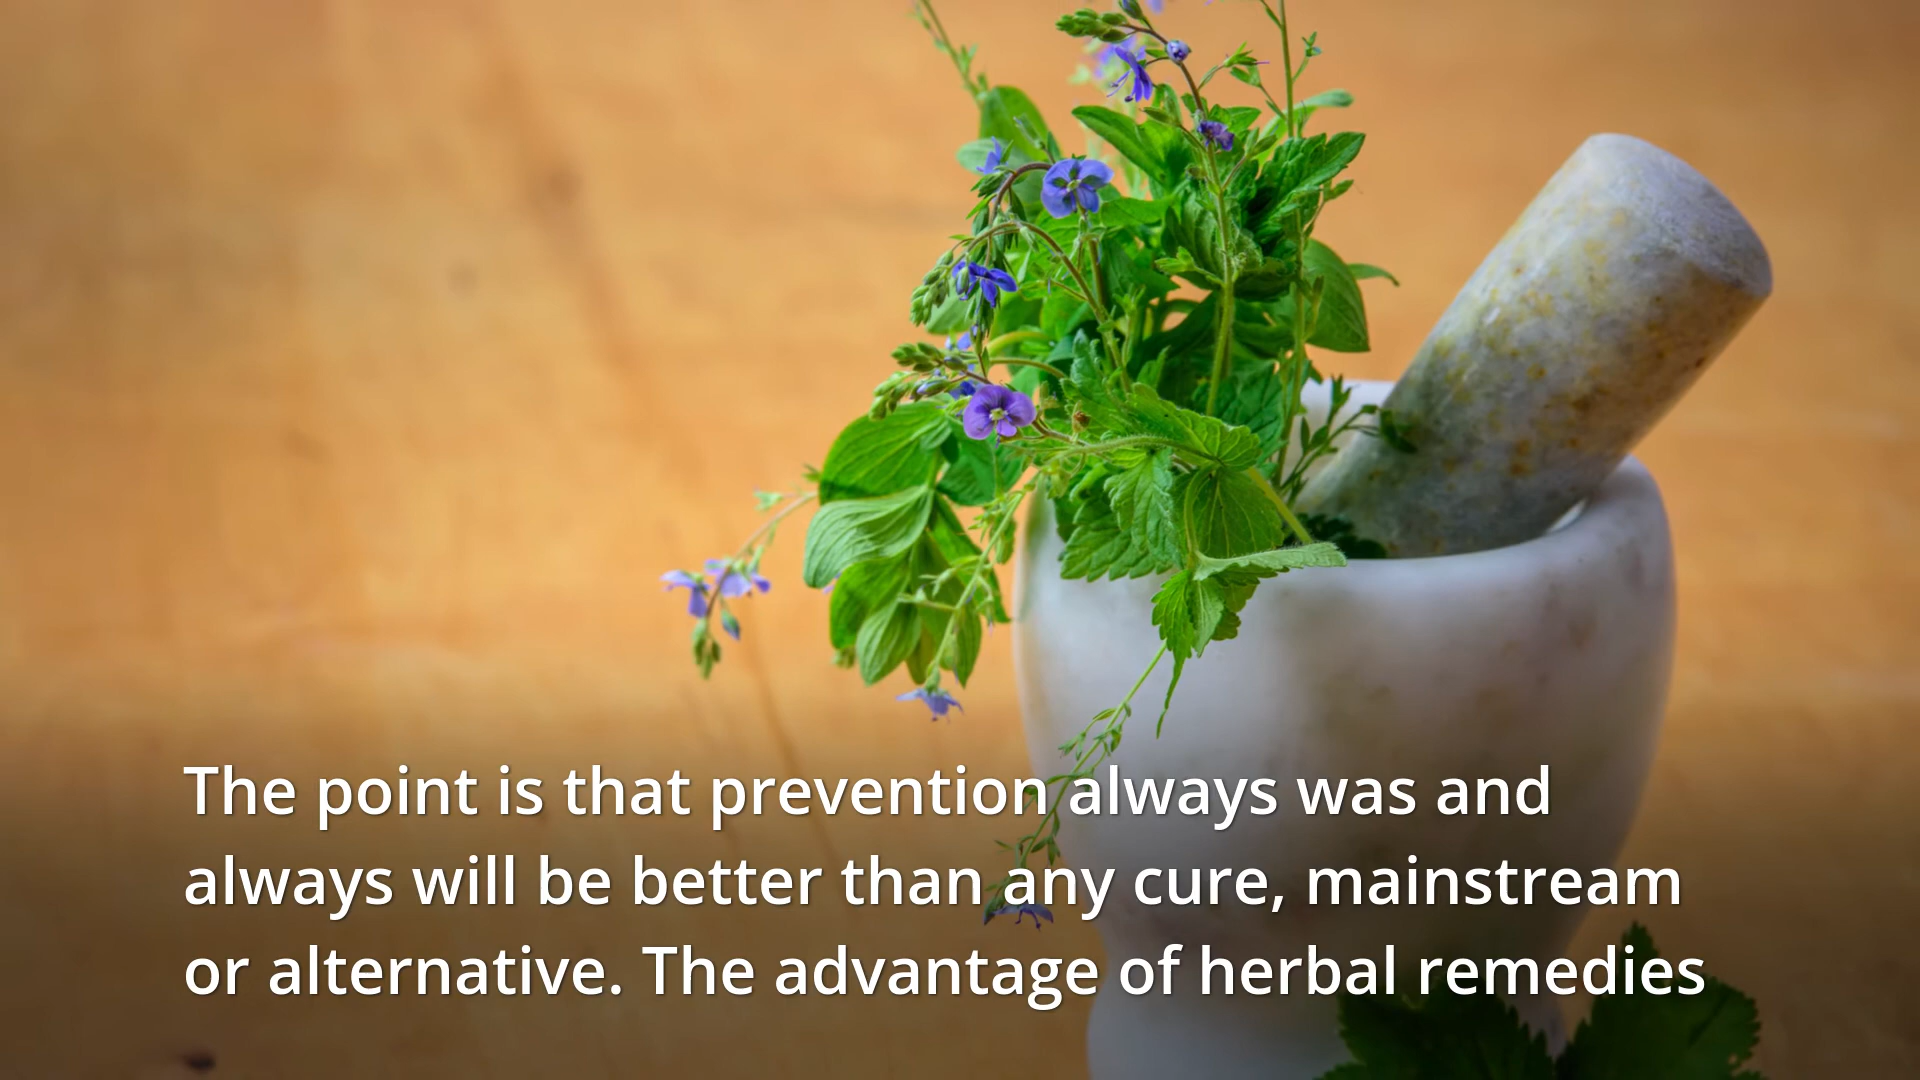 The point is that prevention always was and
always will be better than any cure, mainstream
or alternative. The advantage of herbal remedies